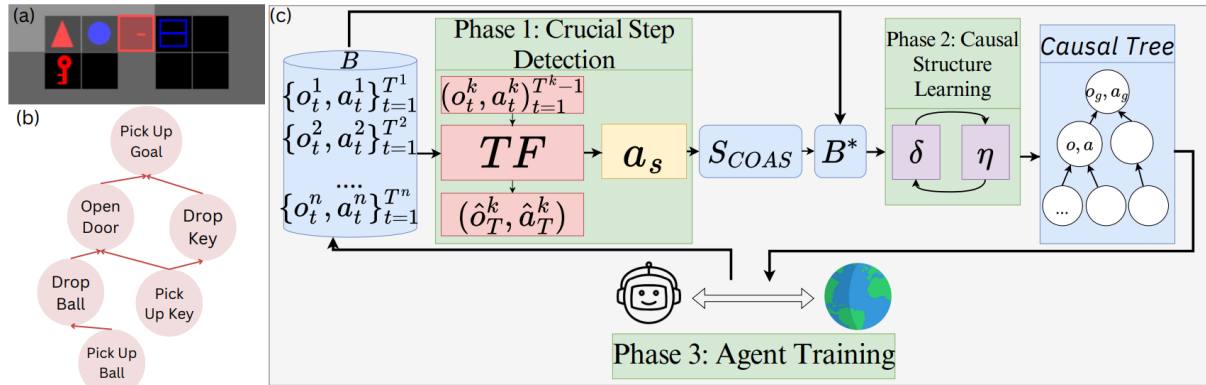 (a)
(b)
Pick Up
Goal
Open
Door
Drop
Key
Drop
Ball
Pick
Up Key
Pick Up
Ball
(c)
B
{o_t^1, a_t^1}_{t=1}^{T^1}
{o_t^2, a_t^2}_{t=1}^{T^2}
....
{o_t^n, a_t^n}_{t=1}^{T^n}
Phase 1: Crucial Step
Detection
(o_t^k, a_t^k)_{t=1}^{T^k-1}
TF
(ô_T^k, â_T^k)
a_s
S_{COAS}
B*
Phase 2: Causal
Structure
Learning
δ
η
Causal Tree
o_g, a_g
o, a
...
Phase 3: Agent Training